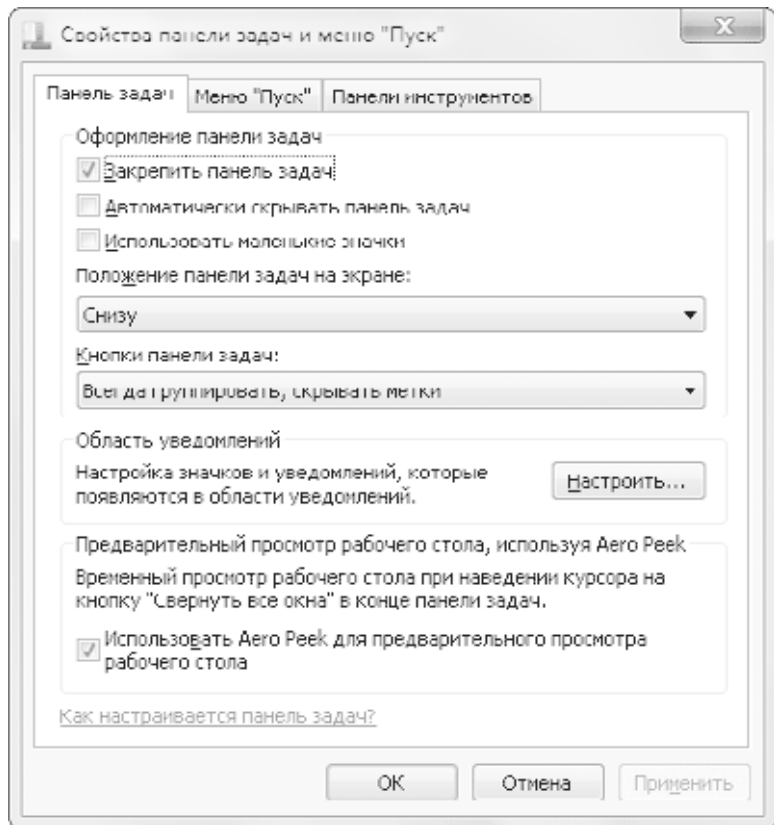 Свойства панели задач и меню "Пуск"
Панель задач
Меню "Пуск"
Панели инструментов
Оформление панели задач
Закрепить панель задач
Автоматически скрывать панель задач
Использовать маленькие значки
Положение панели задач на экране:
Снизу
Кнопки панели задач:
Всегда группировать, скрывать метки
Область уведомлений
Настройка значков и уведомлений, которые
появляются в области уведомлений.
Настроить...
Предварительный просмотр рабочего стола, используя Aero Peek
Временный просмотр рабочего стола при наведении курсора на
кнопку "Свернуть все окна" в конце панели задач.
Использовать Aero Peek для предварительного просмотра
рабочего стола
Как настраивается панель задач?
ОК
Отмена
Применить